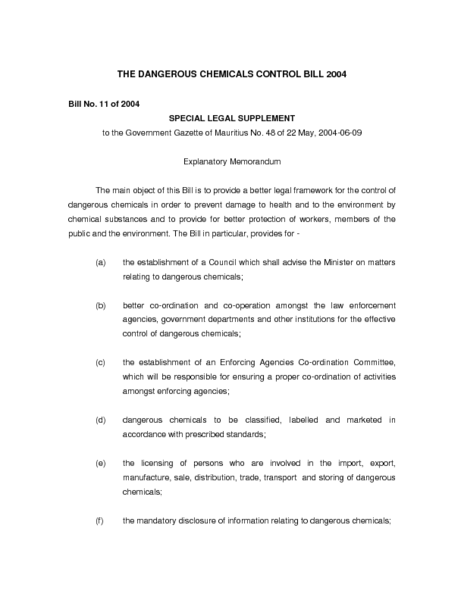 THE DANGEROUS CHEMICALS CONTROL BILL 2004
Bill No. 11 of 2004
SPECIAL LEGAL SUPPLEMENT
to the Government Gazette of Mauritius No. 48 of 22 May, 2004-06-09
Explanatory Memorandum
The main object of this Bill is to provide a better legal framework for the control of
dangerous chemicals in order to prevent damage to health and to the environment by
chemical substances and to provide for better protection of workers, members of the
public and the environment. The Bill in particular, provides for -
(a) the establishment of a Council which shall advise the Minister on matters
relating to dangerous chemicals;
(b) better co-ordination and co-operation amongst the law enforcement
agencies, government departments and other institutions for the effective
control of dangerous chemicals;
(c) the establishment of an Enforcing Agencies Co-ordination Committee,
which will be responsible for ensuring a proper co-ordination of activities
amongst enforcing agencies;
(d) dangerous chemicals to be classified, labelled and marketed in
accordance with prescribed standards;
(e) the licensing of persons who are involved in the import, export,
manufacture, sale, distribution, trade, transport and storing of dangerous
chemicals;
(f) the mandatory disclosure of information relating to dangerous chemicals;